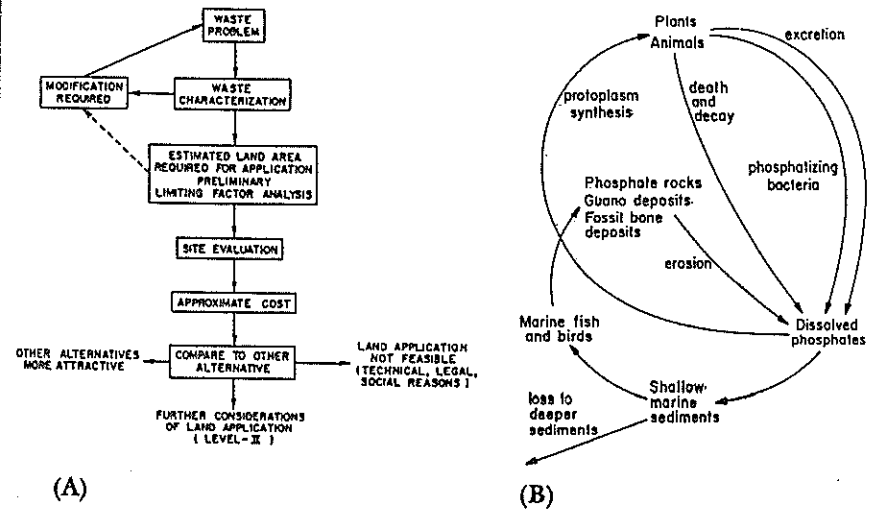 WASTE
PROBLEM
MODIFICATION
REQUIRED
WASTE
CHARACTERIZATION
ESTIMATED LAND AREA
REQUIRED FOR APPLICATION
PRELIMINARY
LIMITING FACTOR ANALYSIS
SITE EVALUATION
APPROXIMATE COST
OTHER ALTERNATIVES
MORE ATTRACTIVE
COMPARE TO OTHER
ALTERNATIVE
LAND APPLICATION
NOT FEASIBLE
(TECHNICAL, LEGAL,
SOCIAL REASONS)
FURTHER CONSIDERATIONS
OF LAND APPLICATION
(LEVEL-II)
(A)
Plants
Animals
excretion
protoplasm
synthesis
death
and
decay
phosphatizing
bacteria
Phosphate rocks
Guano deposits
Fossil bone
deposits
erosion
Marine fish
and birds
Dissolved
phosphates
Shallow
marine
sediments
loss to
deeper
sediments
(B)